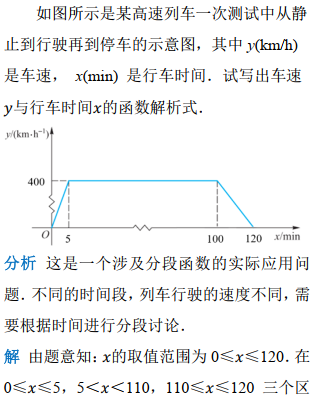 如图所示是某高速列车一次测试中从静
止到行驶再到停车的示意图，其中 y(km/h)
是车速， x(min) 是行车时间．试写出车速
y与行车时间x的函数解析式．
y/(km·h⁻¹)
400
O
5
100
120
x/min
分析 这是一个涉及分段函数的实际应用问
题．不同的时间段，列车行驶的速度不同，需
要根据时间进行分段讨论．
解 由题意知：x的取值范围为 0≤x≤120．在
0≤x≤5，5<x<110，110≤x≤120 三个区